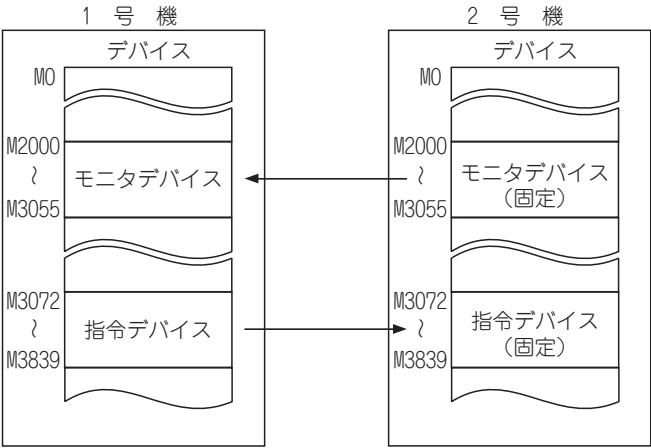 1 号 機
デバイス
M0
M2000
〜
M3055
モニタデバイス
M3072
〜
M3839
指令デバイス
2 号 機
デバイス
M0
M2000
〜
M3055
モニタデバイス
(固定)
M3072
〜
M3839
指令デバイス
(固定)